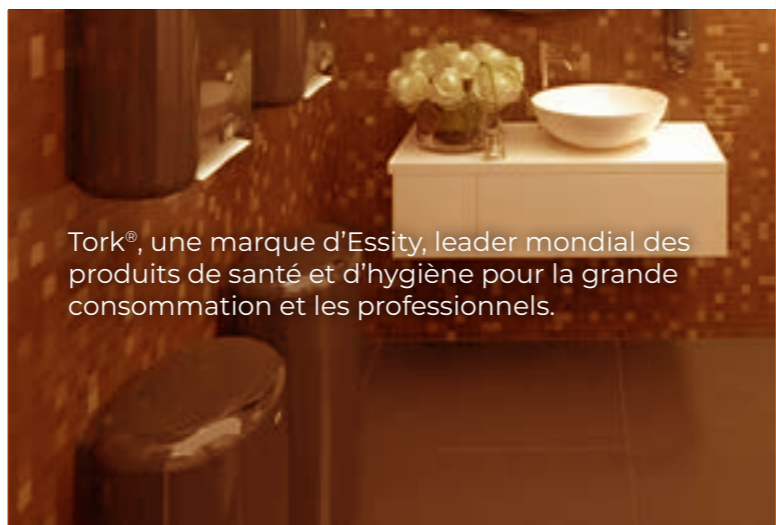 Tork®, une marque d’Essity, leader mondial des
produits de santé et d’hygiène pour la grande
consommation et les professionnels.